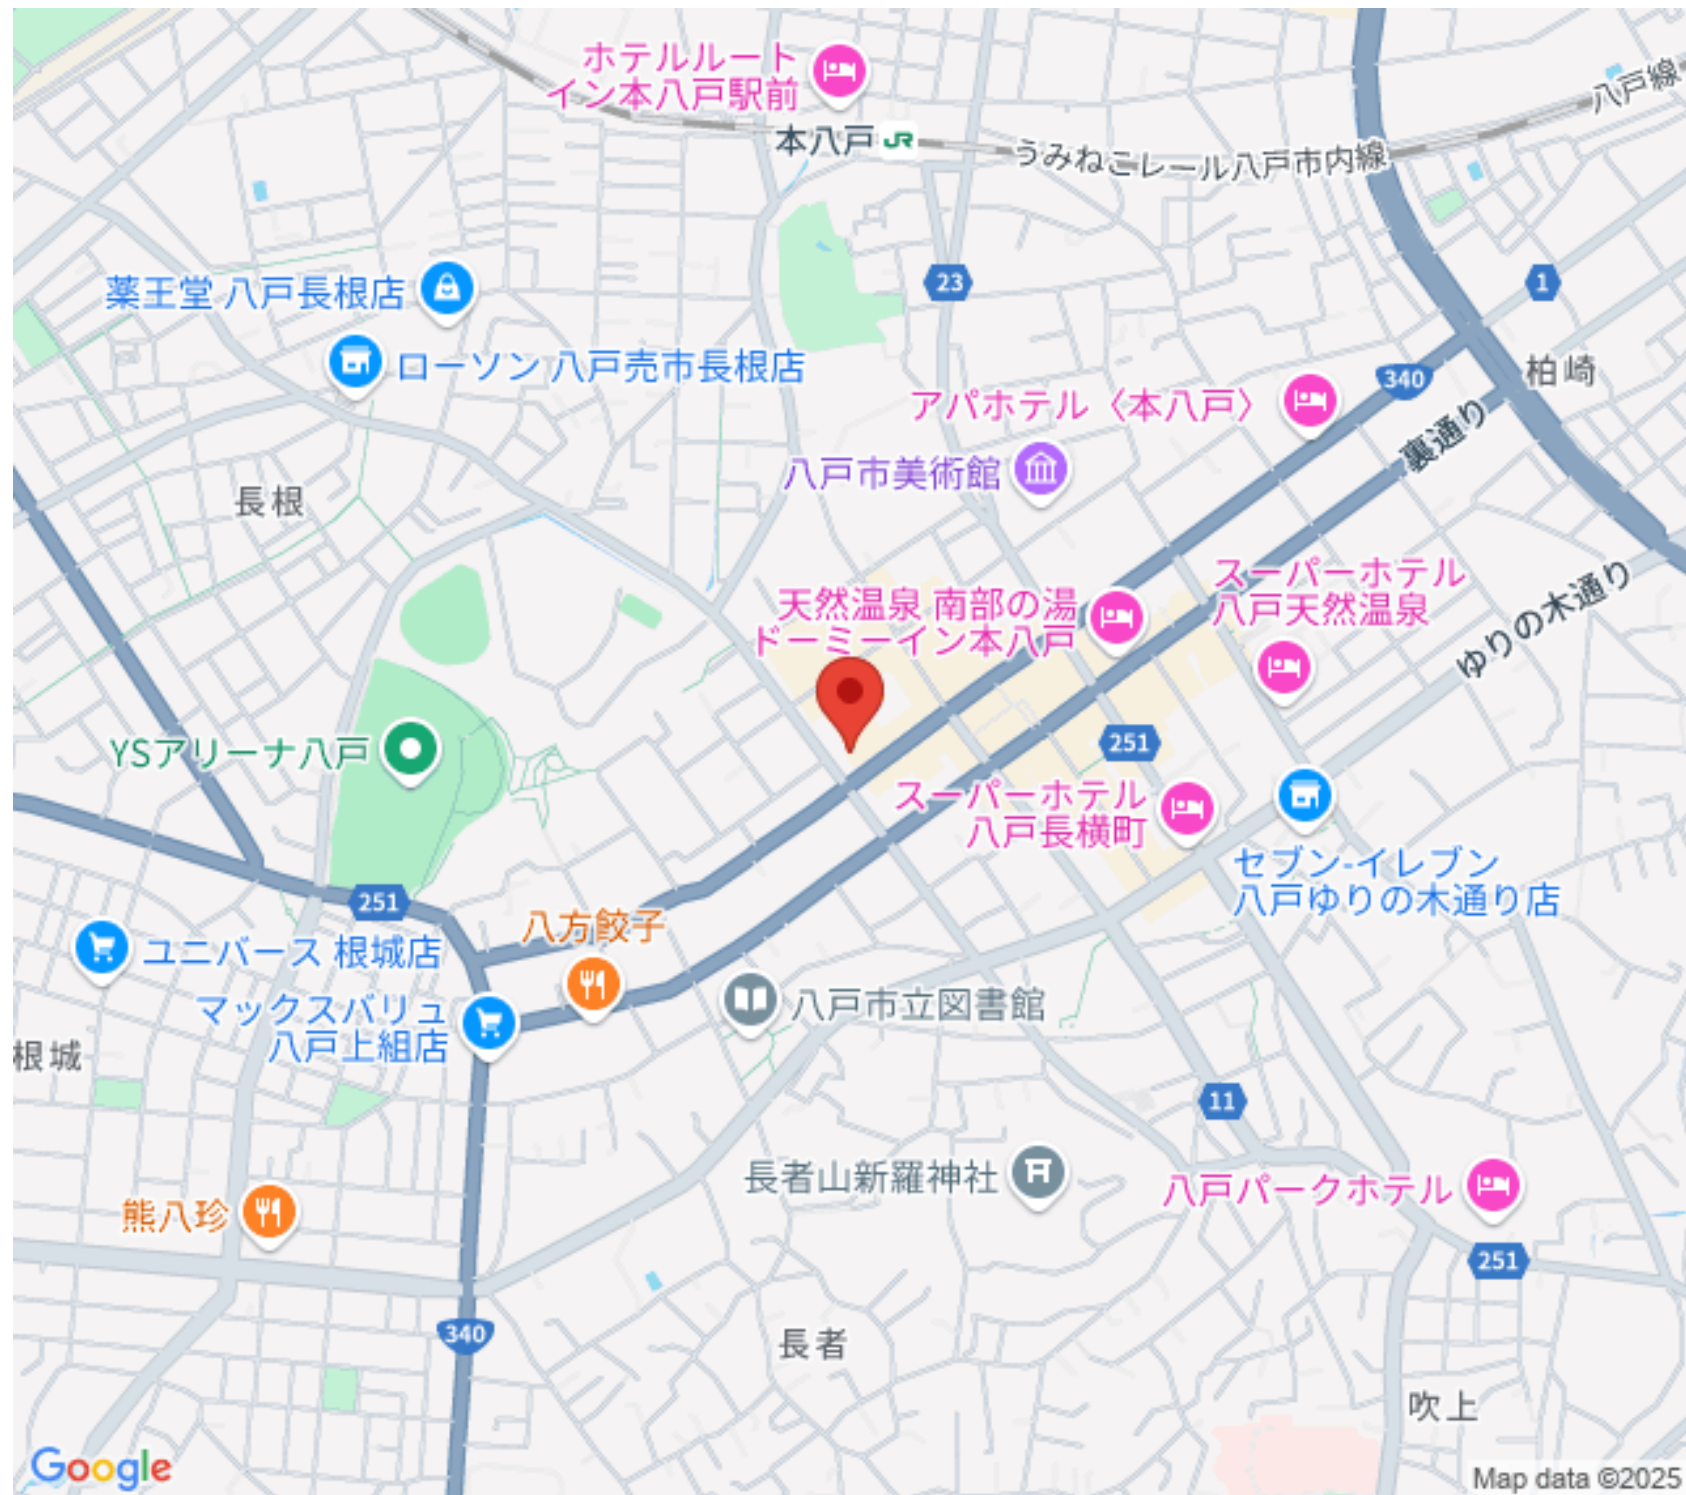 ホテルルート
イン本八戸駅前
本八戸
JR
うみねこレール八戸市内線
八戸線
薬王堂 八戸長根店
23
1
ローソン 八戸売市長根店
340
柏崎
アパホテル〈本八戸〉
裏通り
八戸市美術館
長根
スーパーホテル
八戸天然温泉
天然温泉 南部の湯
ドーミーイン本八戸
ゆりの木通り
YSアリーナ八戸
251
スーパーホテル
八戸長横町
セブン-イレブン
八戸ゆりの木通り店
251
八方餃子
ユニバース 根城店
マックスバリュ
八戸上組店
八戸市立図書館
根城
11
長者山新羅神社
八戸パークホテル
熊八珍
251
340
長者
吹上
Google
Map data ©2025